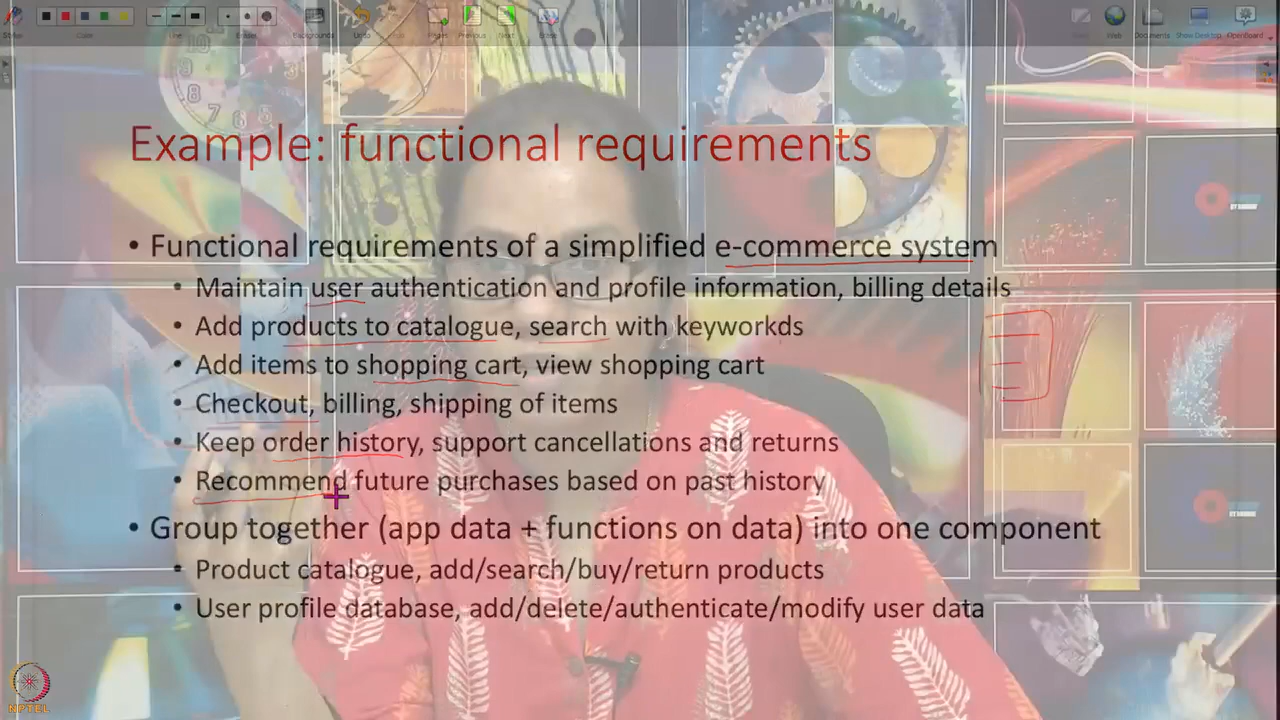 Example: functional requirements
• Functional requirements of a simplified e-commerce system
• Maintain user authentication and profile information, billing details
• Add products to catalogue, search with keyworkds
• Add items to shopping cart, view shopping cart
• Checkout, billing, shipping of items
• Keep order history, support cancellations and returns
• Recommend future purchases based on past history
• Group together (app data + functions on data) into one component
• Product catalogue, add/search/buy/return products
• User profile database, add/delete/authenticate/modify user data
NPTEL